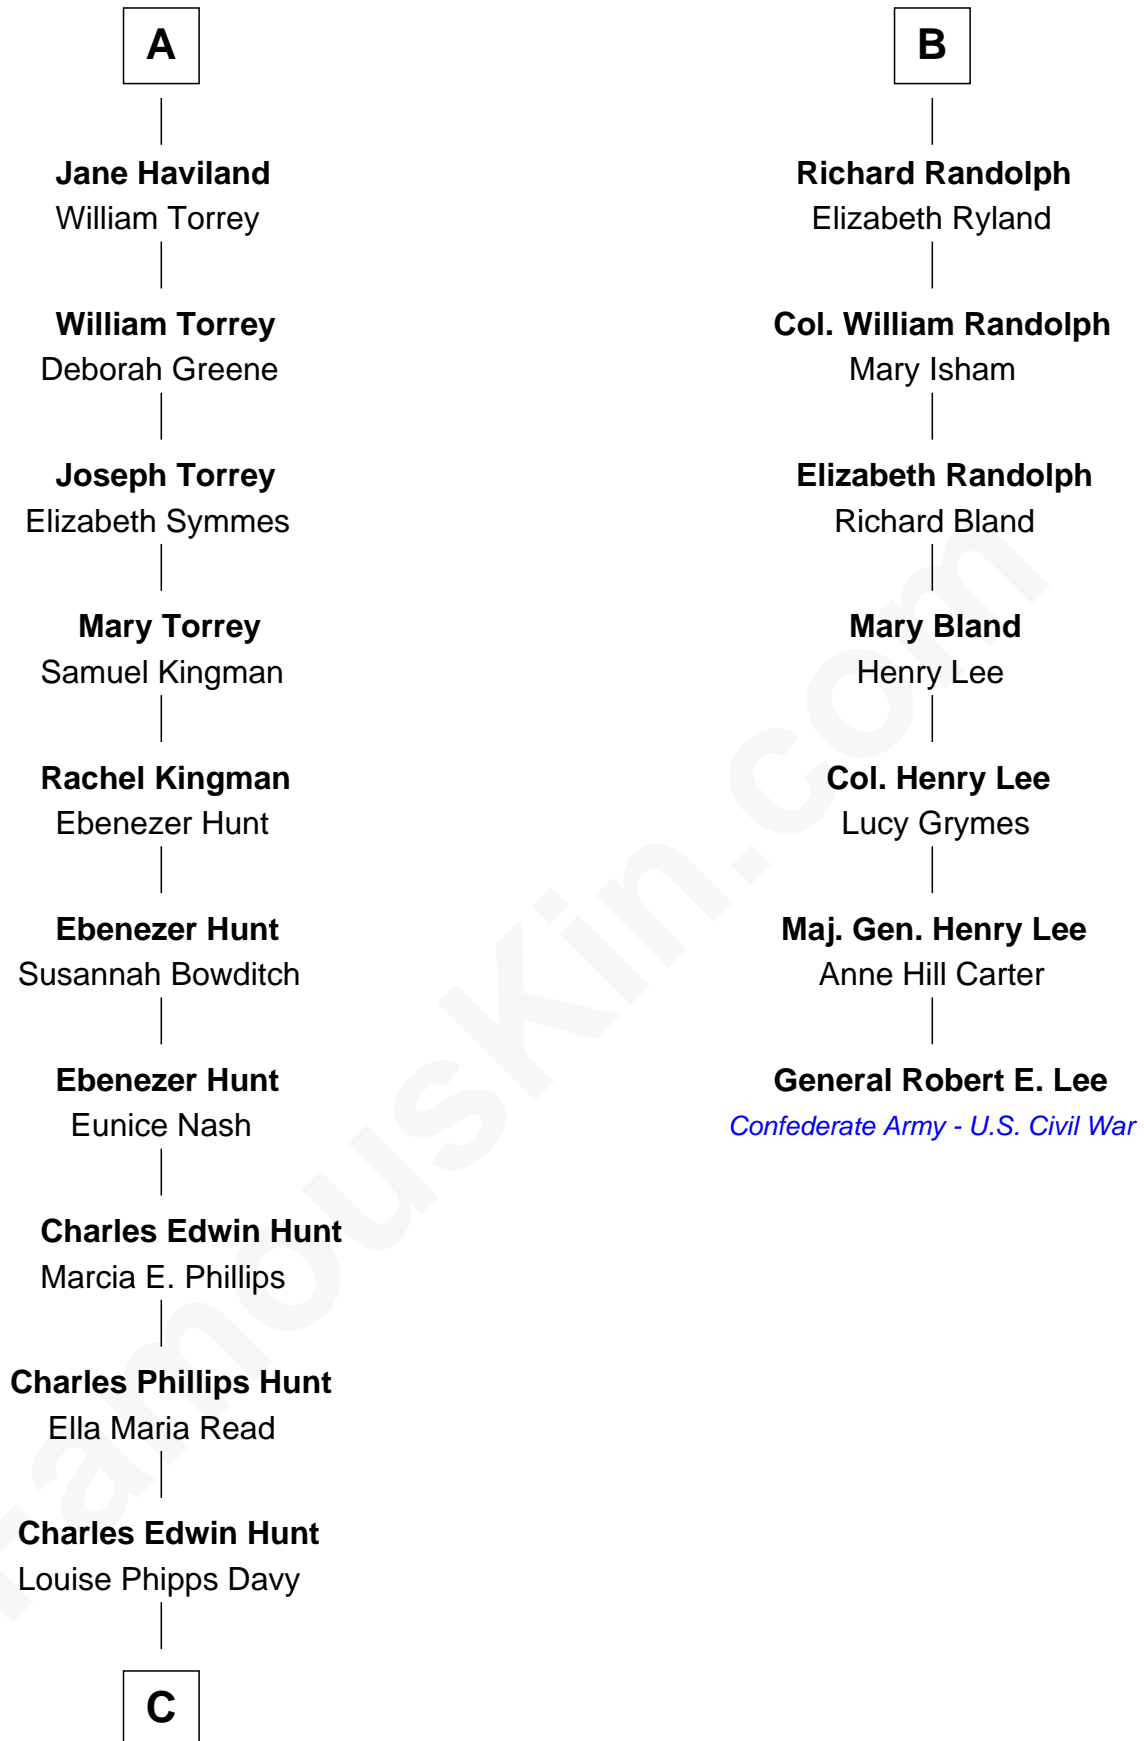 A
Jane Haviland
William Torrey
William Torrey
Deborah Greene
Joseph Torrey
Elizabeth Symmes
Mary Torrey
Samuel Kingman
Rachel Kingman
Ebenezer Hunt
Ebenezer Hunt
Susannah Bowditch
Ebenezer Hunt
Eunice Nash
Charles Edwin Hunt
Marcia E. Phillips
Charles Phillips Hunt
Ella Maria Read
Charles Edwin Hunt
Louise Phipps Davy
C
B
Richard Randolph
Elizabeth Ryland
Col. William Randolph
Mary Isham
Elizabeth Randolph
Richard Bland
Mary Bland
Henry Lee
Col. Henry Lee
Lucy Grymes
Maj. Gen. Henry Lee
Anne Hill Carter
General Robert E. Lee
Confederate Army - U.S. Civil War
FamousKin.com